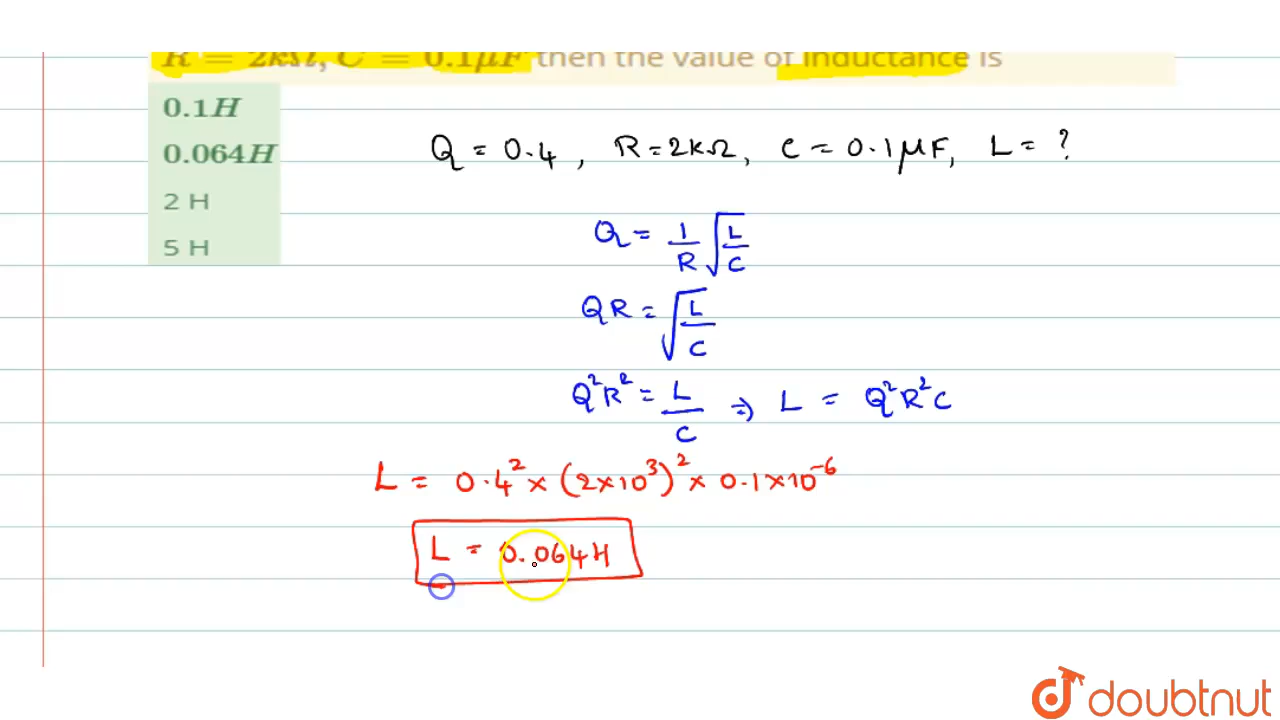 R = 2kΩ, C = 0.1μF then the value of inductance is
0.1H
0.064H
2 H
5 H
Q = 0.4, R = 2kΩ, C = 0.1μF, L = ?
Q = 1/R √(L/C)
QR = √(L/C)
Q²R² = L/C ⇒ L = Q²R²C
L = 0.4² × (2×10³)² × 0.1×10⁻⁶
L = 0.064H
doubtnut